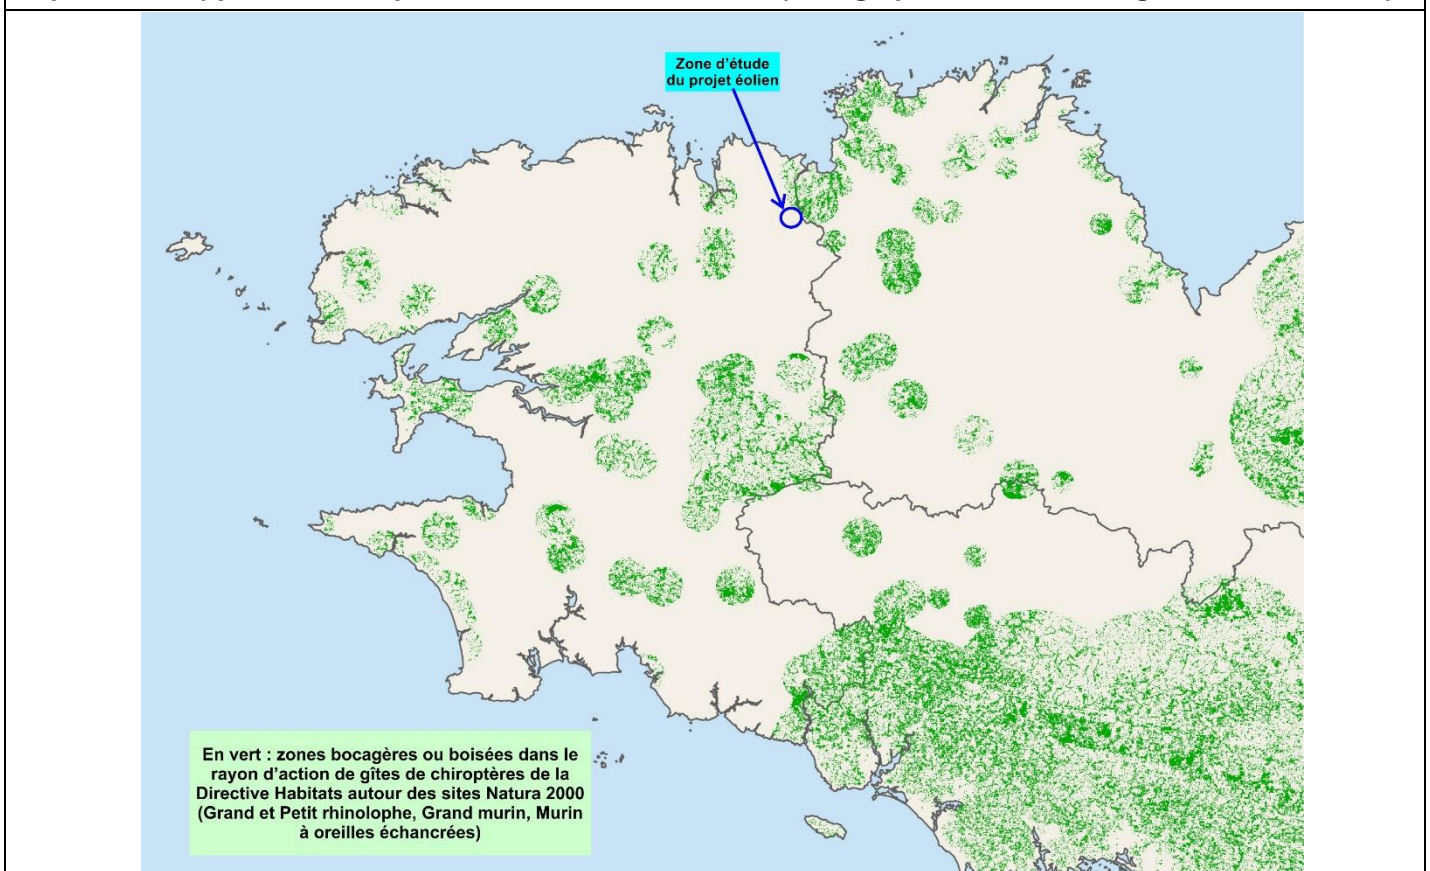 Zone d'étude
du projet éolien
En vert : zones bocagères ou boisées dans le
rayon d'action de gîtes de chiroptères de la
Directive Habitats autour des sites Natura 2000
(Grand et Petit rhinolophe, Grand murin, Murin
à oreilles échancrées)